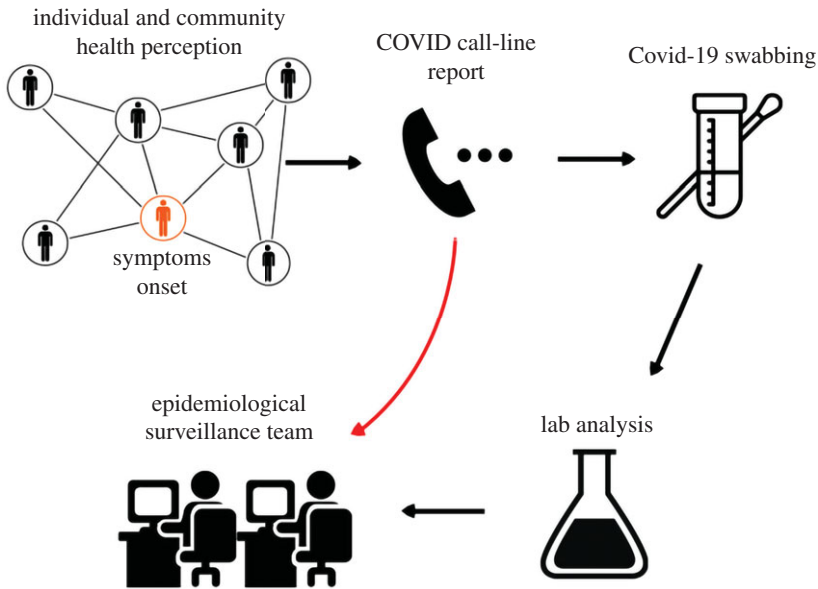 individual and community
health perception
COVID call-line
report
Covid-19 swabbing
symptoms
onset
epidemiological
surveillance team
lab analysis